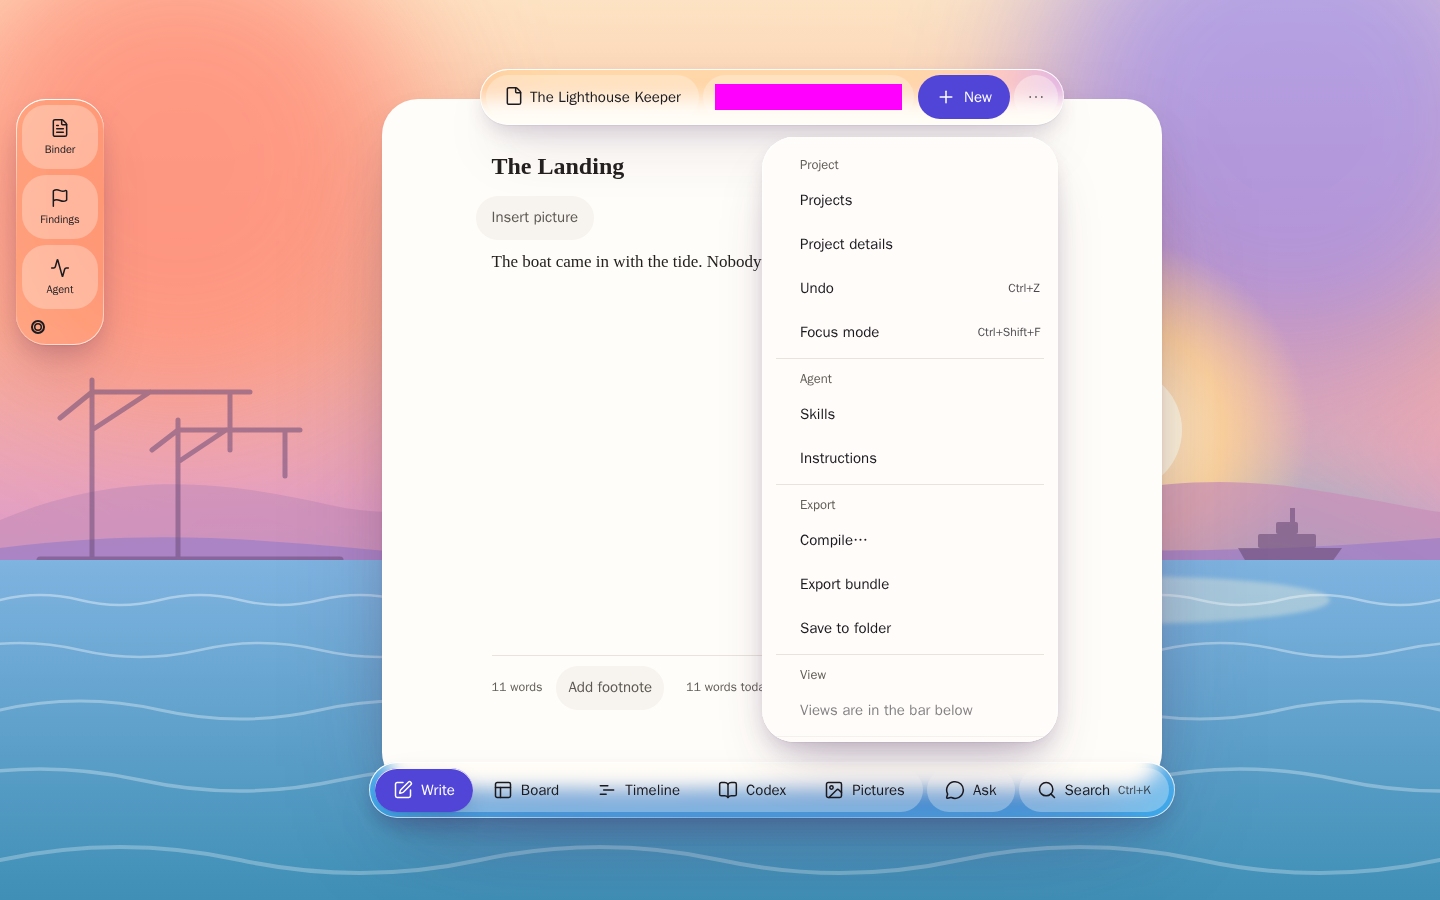 The Lighthouse Keeper
New
Binder
Findings
Agent
The Landing
Insert picture
The boat came in with the tide. Nobody
11 words
Add footnote
11 words toda
Project
Projects
Project details
Undo Ctrl+Z
Focus mode Ctrl+Shift+F
Agent
Skills
Instructions
Export
Compile···
Export bundle
Save to folder
View
Views are in the bar below
Write
Board
Timeline
Codex
Pictures
Ask
Search Ctrl+K